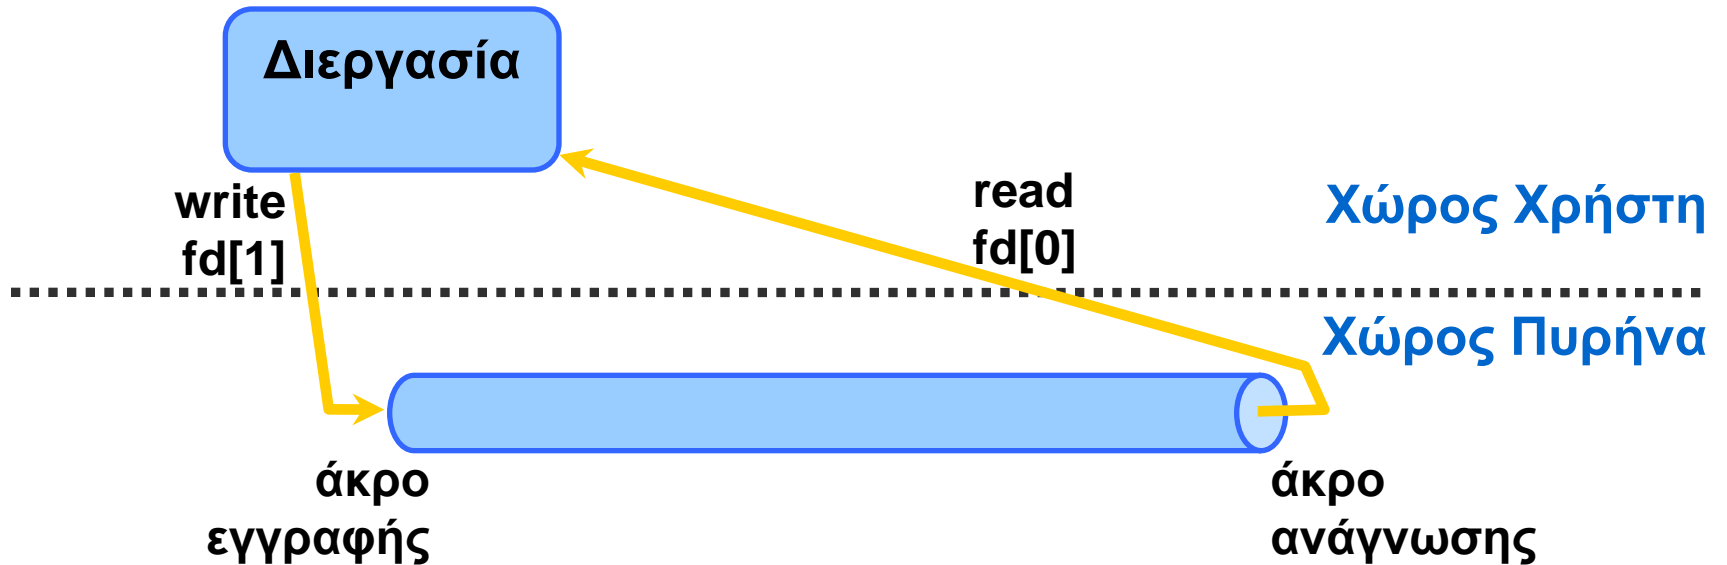 Διεργασία
write
fd[1]
read
fd[0]
Χώρος Χρήστη
Χώρος Πυρήνα
άκρο
εγγραφής
άκρο
ανάγνωσης